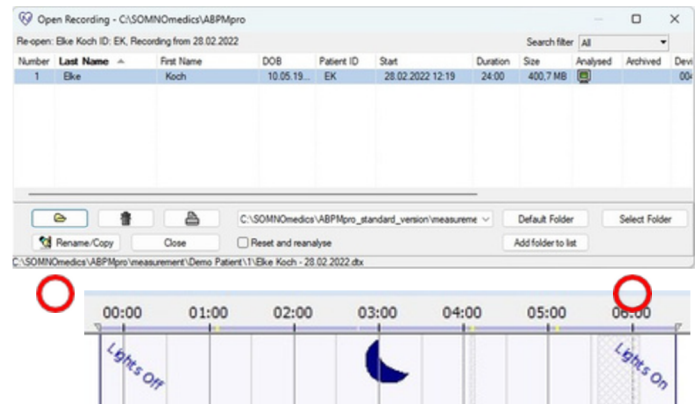 Open Recording - C:\SOMNOmedics\ABPMpro
Re-open: Elke Koch ID: EK, Recording from 28.02.2022
Search filter All
Number Last Name First Name DOB Patient ID Start Duration Size Analysed Archived Devi
1 Elke Koch 10.05.19... EK 28.02.2022 12:19 24:00 400,7 MB 004
C:\SOMNOmedics\ABPMpro_standard_version\measureme Default Folder Select Folder
Rename/Copy Close Reset and reanalyse Add folder to list
C:\SOMNOmedics\ABPMpro\measurement\Demo Patient\1\Elke Koch - 28.02.2022.dtx
00:00 01:00 02:00 03:00 04:00 05:00 06:00
Lights Off
Lights On